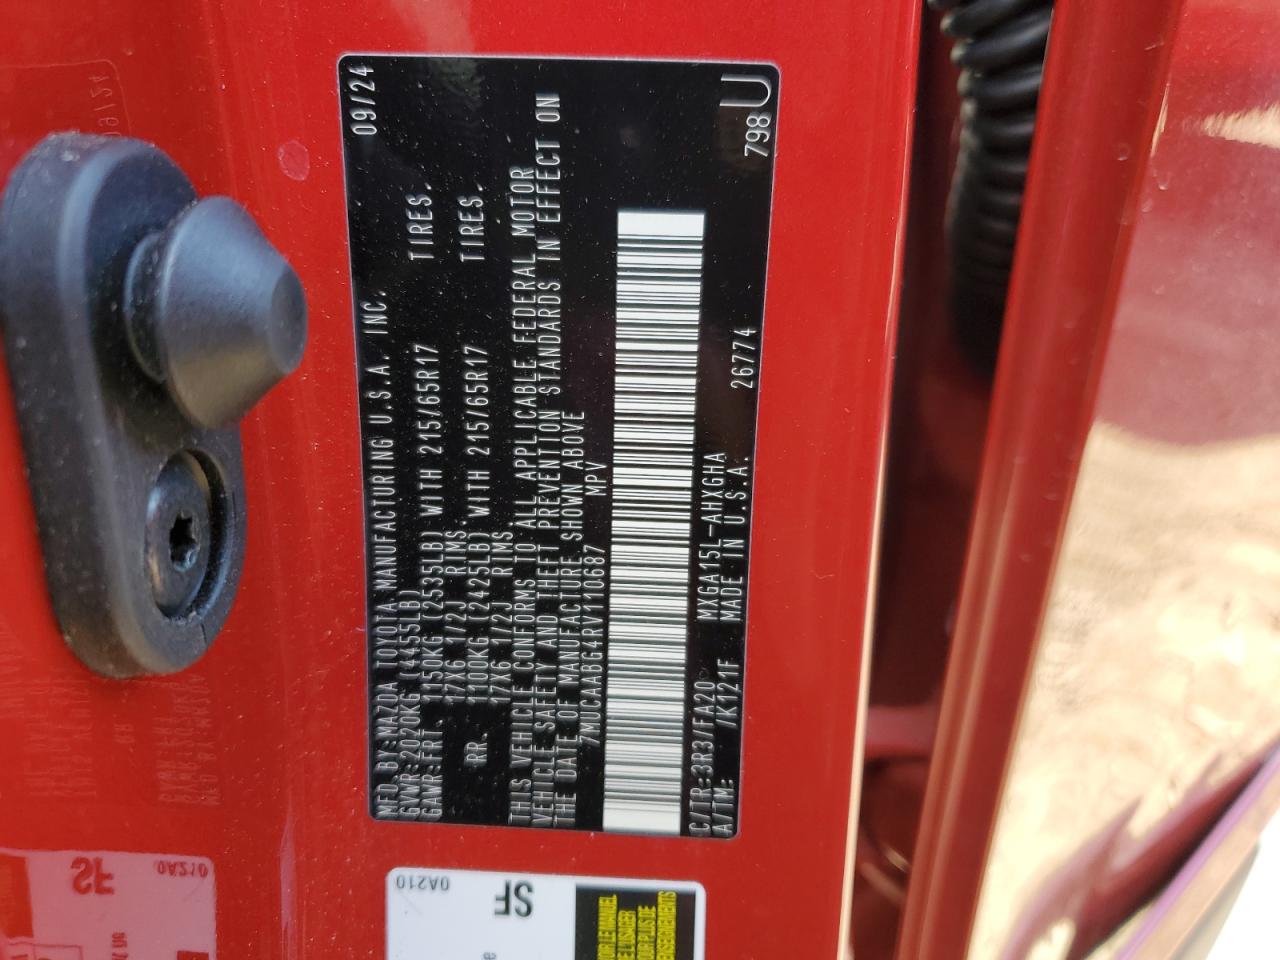 MFD BY:MAZDA TOYOTA MANUFACTURING U.S.A. INC. 09/24
GVWR:2020KG (4455LB)
GAWR:FRT 1150KG (2535LB) WITH 215/65R17 TIRES.
17X6 1/2J RIMS.
RR. 1100KG (2425LB) WITH 215/65R17 TIRES.
17X6 1/2J RIMS.
THIS VEHICLE CONFORMS TO ALL APPLICABLE FEDERAL MOTOR
VEHICLE SAFETY AND THEFT PREVENTION STANDARDS IN EFFECT ON
THE DATE OF MANUFACTURE SHOWN ABOVE
7MUCAABG4RV110687 MPV
C/TR:3R3/FA20 MXGA15L-AHXGHA
A/TM: /K121F MADE IN U.S.A. 26774 798U
0A210
SF